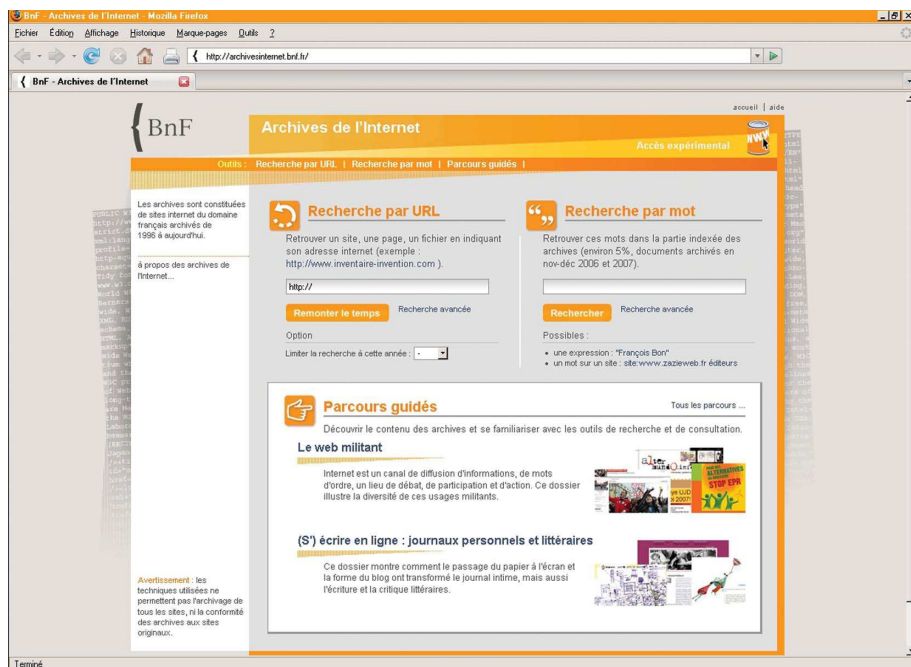 BnF - Archives de l'Internet - Mozilla Firefox
Fichier Édition Affichage Historique Marque-pages Outils ?
http://archivesinternet.bnf.fr/
BnF - Archives de l'Internet
accueil | aide
BnF
Archives de l'Internet
Accès expérimental
WWW
Outils : Recherche par URL | Recherche par mot | Parcours guidés |
Les archives sont constituées
de sites internet du domaine
français archivés de
1996 à aujourd'hui.
à propos des archives de
l'Internet...
Avertissement : les
techniques utilisées ne
permettent pas l'archivage de
tous les sites, ni la conformité
des archives aux sites
originaux.
Recherche par URL
Retrouver un site, une page, un fichier en indiquant
son adresse internet (exemple :
http://www.inventaire-invention.com ).
http://
Remonter le temps Recherche avancée
Option
Limiter la recherche à cette année : -
Recherche par mot
Retrouver ces mots dans la partie indexée des
archives (environ 5%, documents archivés en
nov-déc 2006 et 2007).
Rechercher Recherche avancée
Possibles :
une expression : "François Bon"
un mot sur un site : site:www.zazieweb.fr éditeurs
Parcours guidés
Tous les parcours ...
Découvrir le contenu des archives et se familiariser avec les outils de recherche et de consultation.
Le web militant
Internet est un canal de diffusion d'informations, de mots
d'ordre, un lieu de débat, de participation et d'action. Ce dossier
illustre la diversité de ces usages militants.
alter
STOP EPR
(S') écrire en ligne : journaux personnels et littéraires
Ce dossier montre comment le passage du papier à l'écran et
la forme du blog ont transformé le journal intime, mais aussi
l'écriture et la critique littéraires.
Terminé